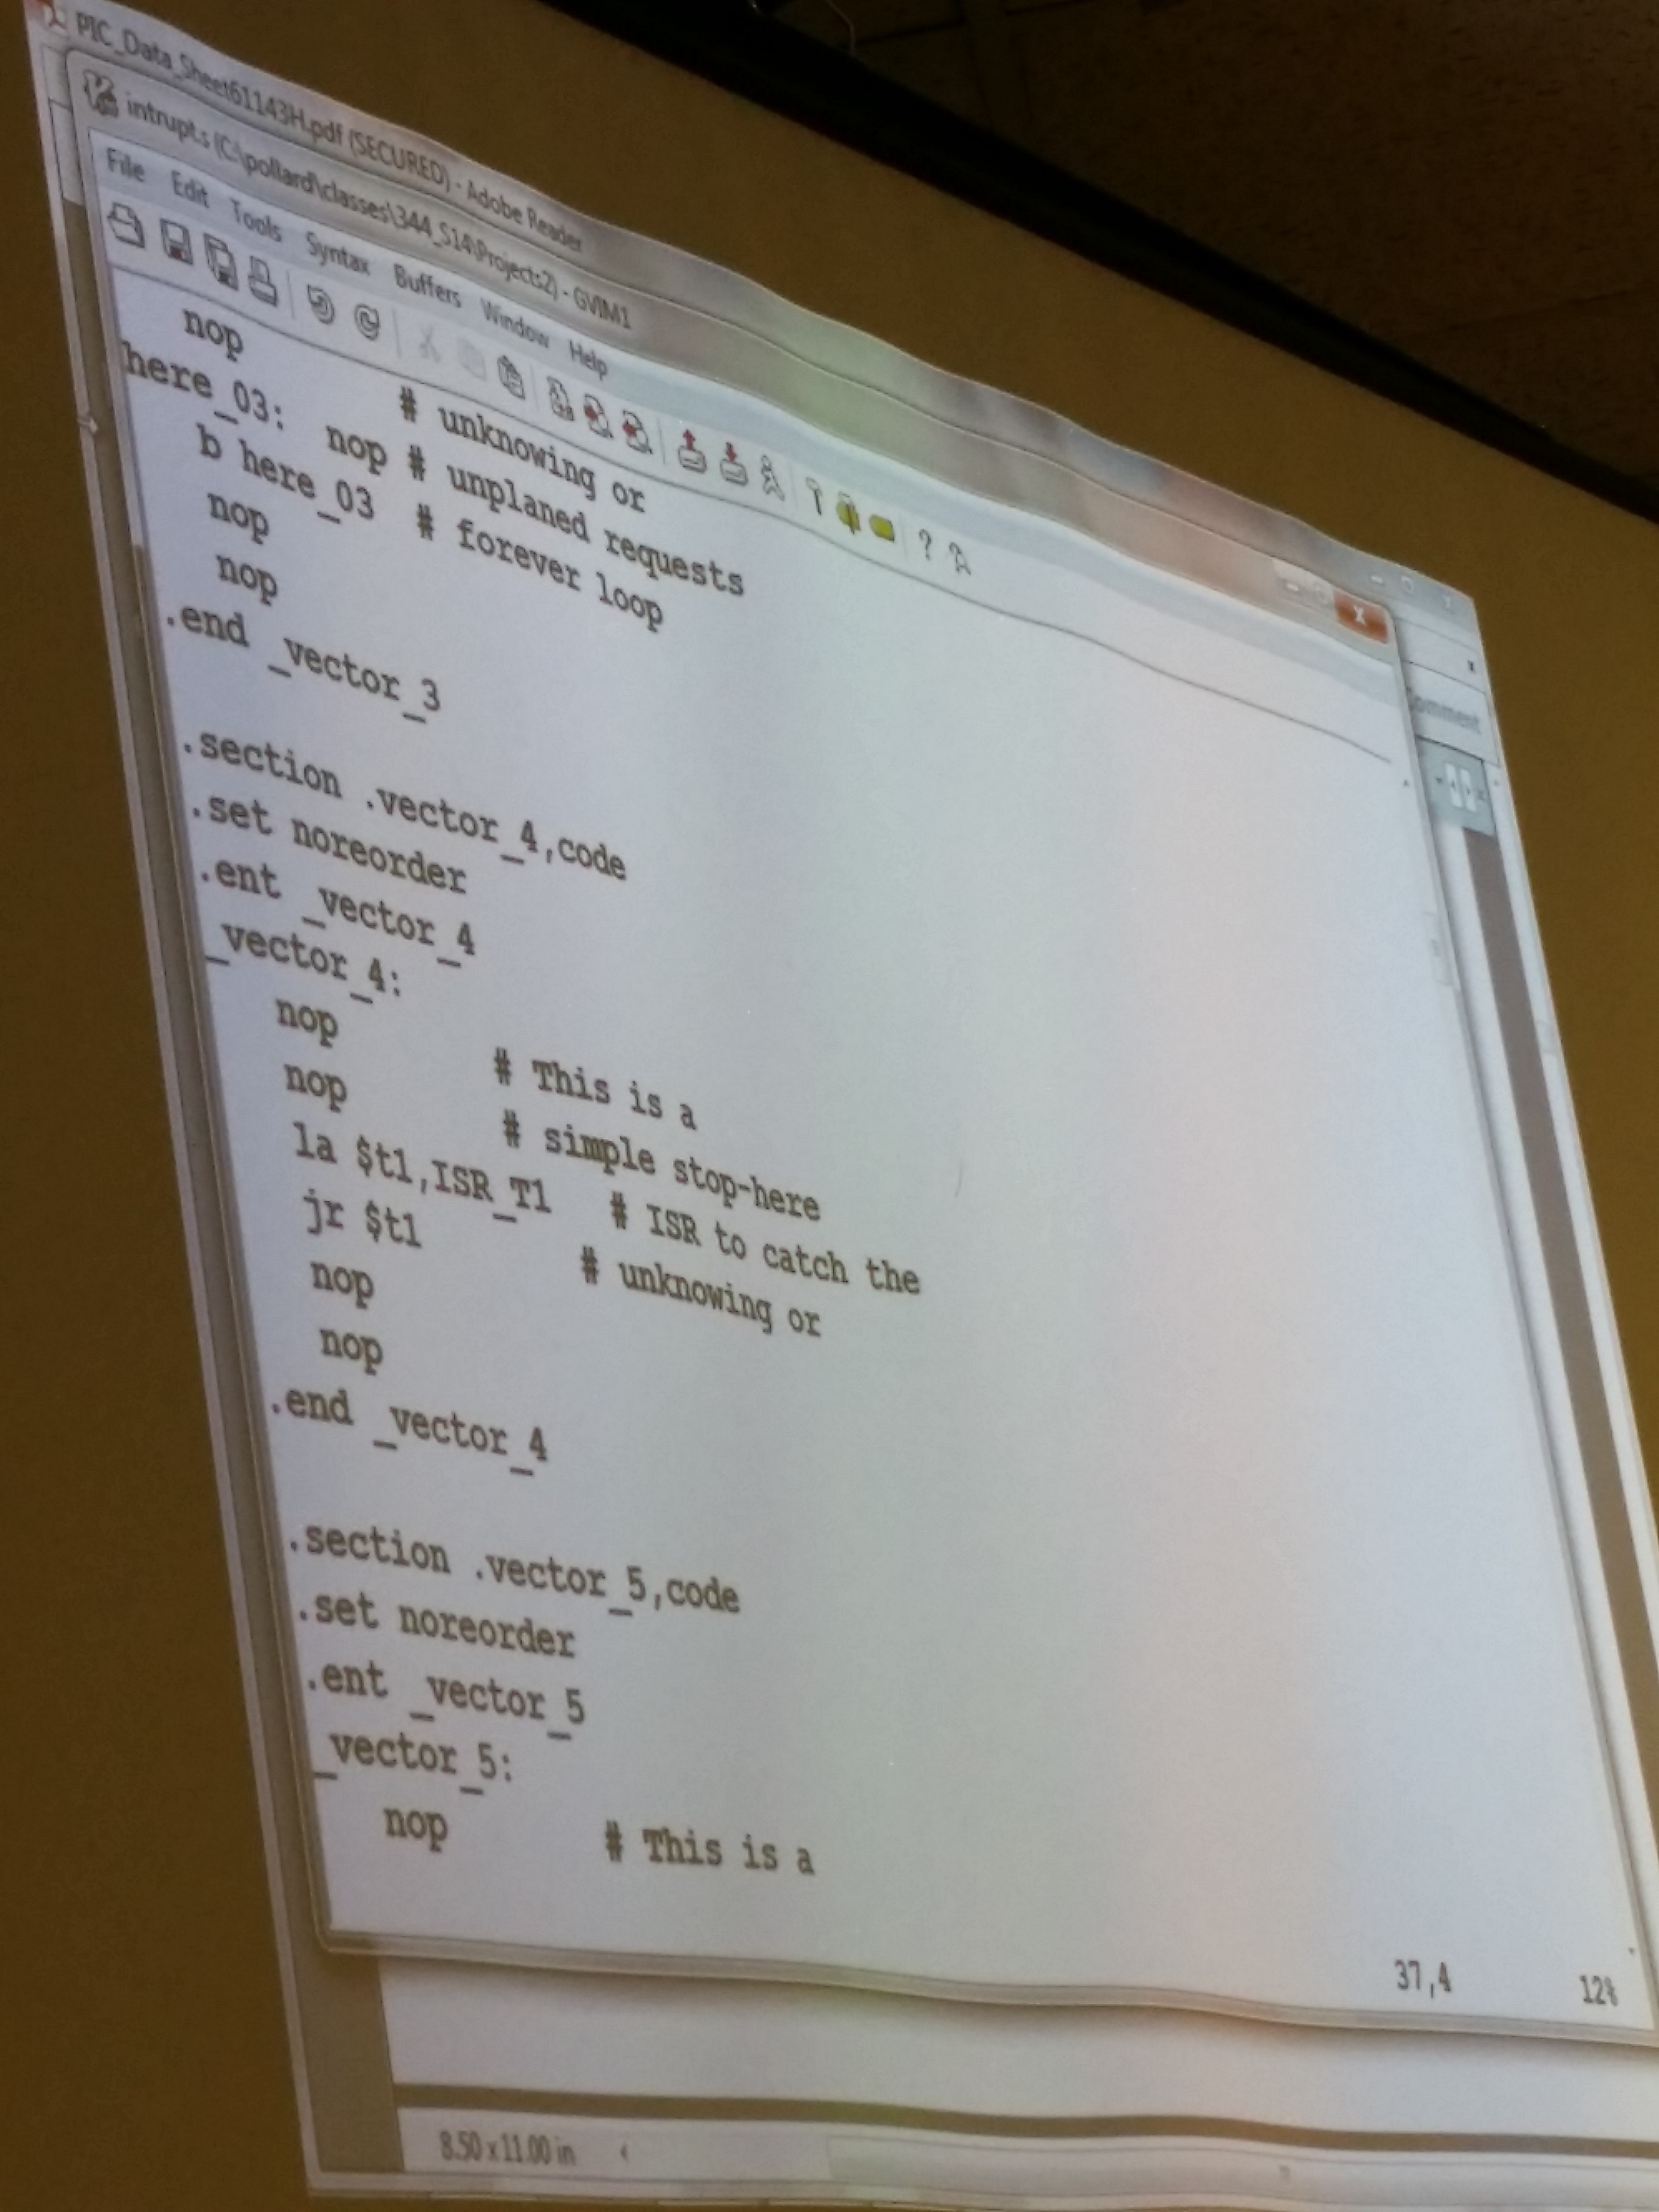 PIC_Data_Sheet61143H.pdf (SECURED) - Adobe Reader
intrupt.s (C:\pollard\classes\344_S14\Projects2) - GVIM1
File Edit Tools Syntax Buffers Window Help
nop # unknowing or
here_03: nop # unplaned requests
b here_03 # forever loop
nop
nop
.end _vector_3
.section .vector_4,code
.set noreorder
.ent _vector_4
_vector_4:
nop # This is a
nop # simple stop-here
la $t1,ISR_T1 # ISR to catch the
jr $t1 # unknowing or
nop
nop
.end _vector_4
.section .vector_5,code
.set noreorder
.ent _vector_5
_vector_5:
nop # This is a
37,4 12%
omment
8.50 x 11.00 in